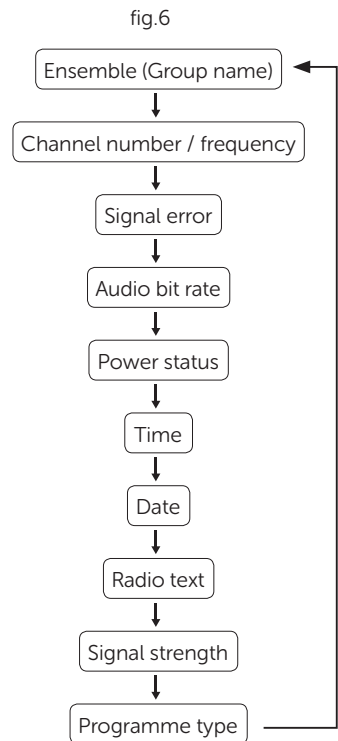 fig.6
Ensemble (Group name)
Channel number / frequency
Signal error
Audio bit rate
Power status
Time
Date
Radio text
Signal strength
Programme type